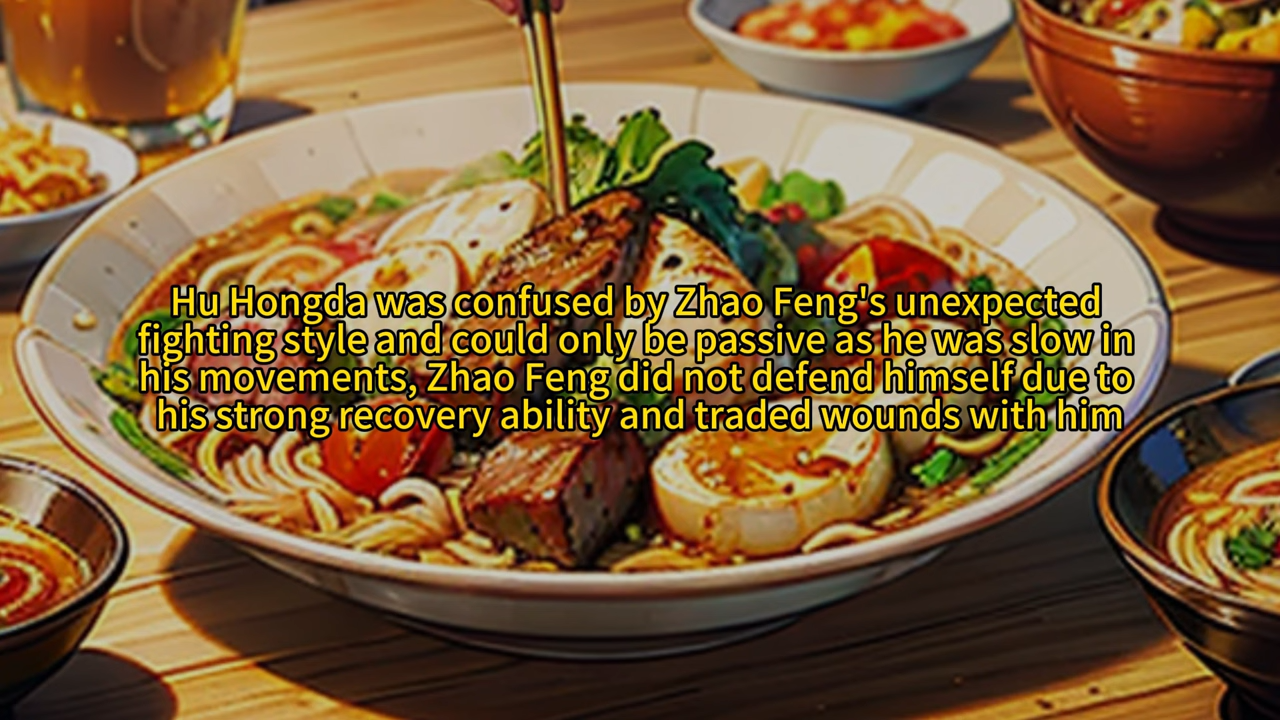 Hu Hongda was confused by Zhao Feng's unexpected
fighting style and could only be passive as he was slow in
his movements, Zhao Feng did not defend himself due to
his strong recovery ability and traded wounds with him